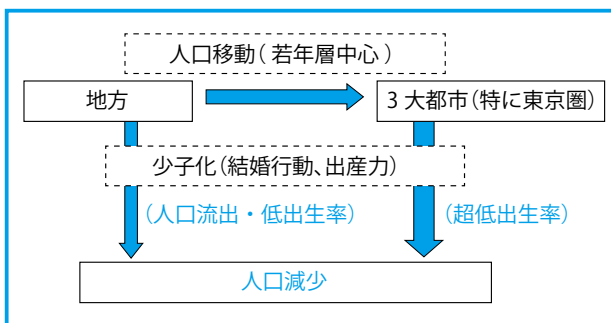 人口移動（若年層中心）
地方
3大都市（特に東京圏）
少子化（結婚行動、出産力）
（人口流出・低出生率）
（超低出生率）
人口減少